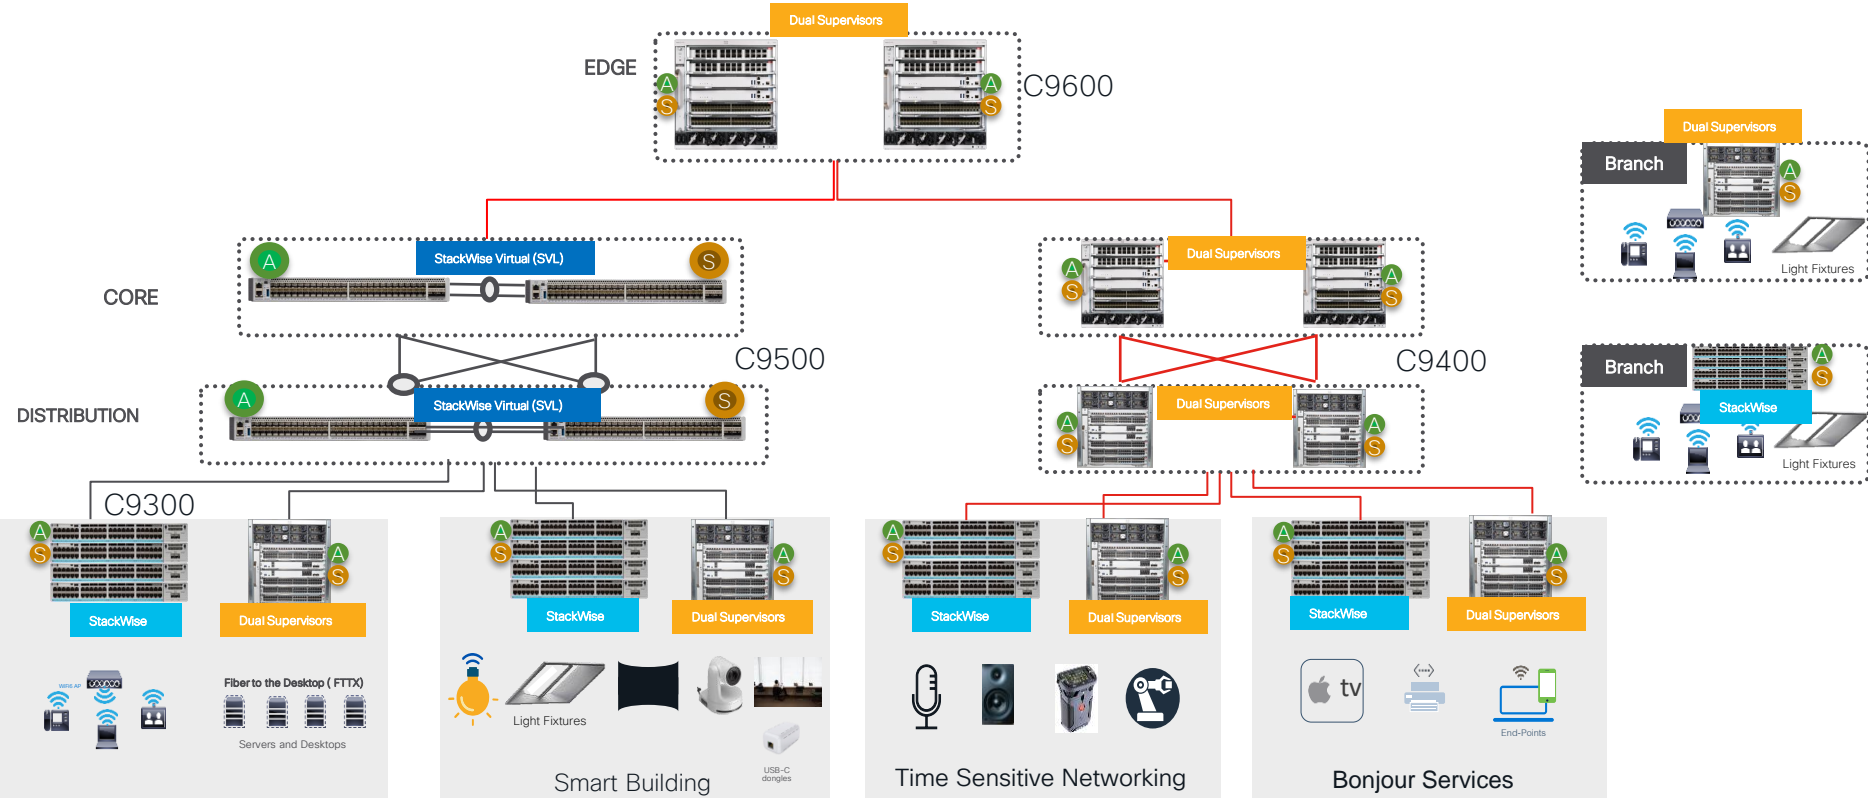 Dual Supervisors
EDGE
A
S
A
S
C9600
Dual Supervisors
Branch
A
S
Light Fixtures
A
StackWise Virtual (SVL)
S
CORE
Dual Supervisors
A
S
A
S
C9500
C9400
Branch
A
S
StackWise
Light Fixtures
DISTRIBUTION
A
StackWise Virtual (SVL)
S
Dual Supervisors
A
S
A
S
C9300
A
S
StackWise
A
S
Dual Supervisors
WIFI6 AP
Fiber to the Desktop ( FTTX)
Servers and Desktops
A
S
StackWise
A
S
Dual Supervisors
Light Fixtures
USB-C
dongles
Smart Building
A
S
StackWise
A
S
Dual Supervisors
Time Sensitive Networking
A
S
StackWise
A
S
Dual Supervisors
tv
End-Points
Bonjour Services